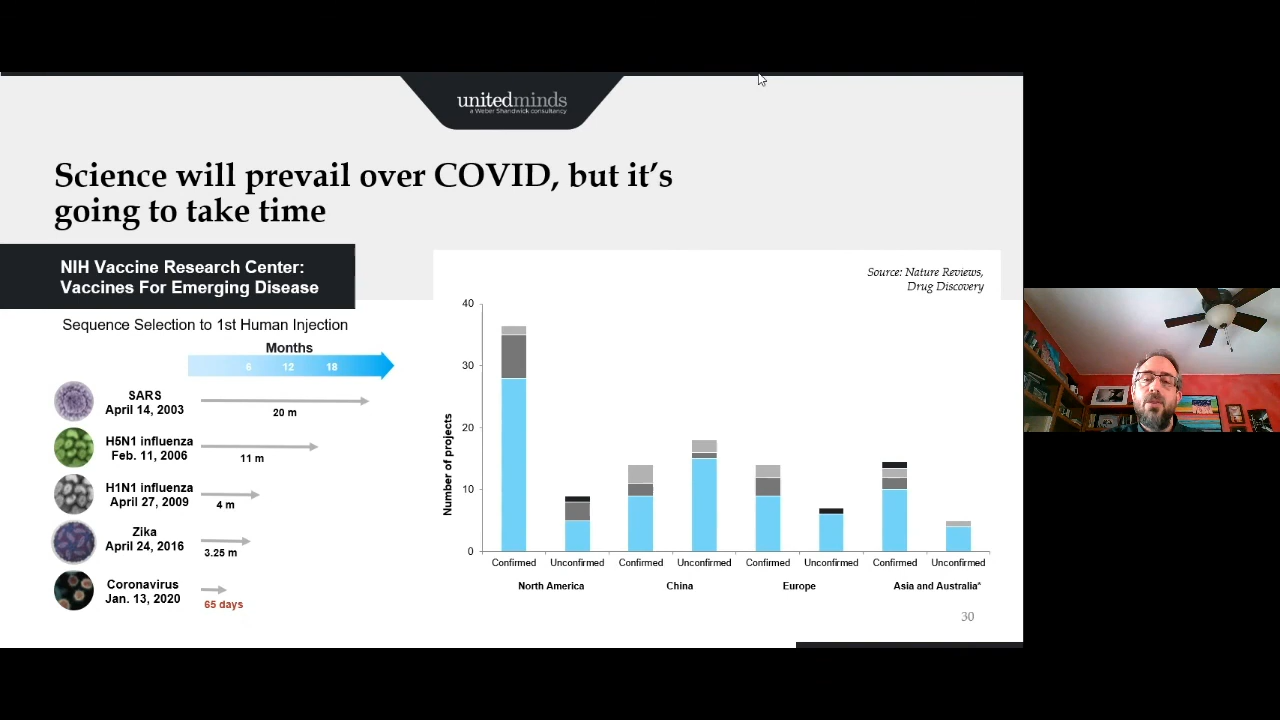 unitedminds
a Weber Shandwick consultancy
Science will prevail over COVID, but it's
going to take time
NIH Vaccine Research Center:
Vaccines For Emerging Disease
Sequence Selection to 1st Human Injection
Months
6 12 18
SARS
April 14, 2003
20 m
H5N1 influenza
Feb. 11, 2006
11 m
H1N1 influenza
April 27, 2009
4 m
Zika
April 24, 2016
3.25 m
Coronavirus
Jan. 13, 2020
65 days
Source: Nature Reviews,
Drug Discovery
Number of projects
40
30
20
10
0
Confirmed Unconfirmed Confirmed Unconfirmed Confirmed Unconfirmed Confirmed Unconfirmed
North America China Europe Asia and Australia*
30